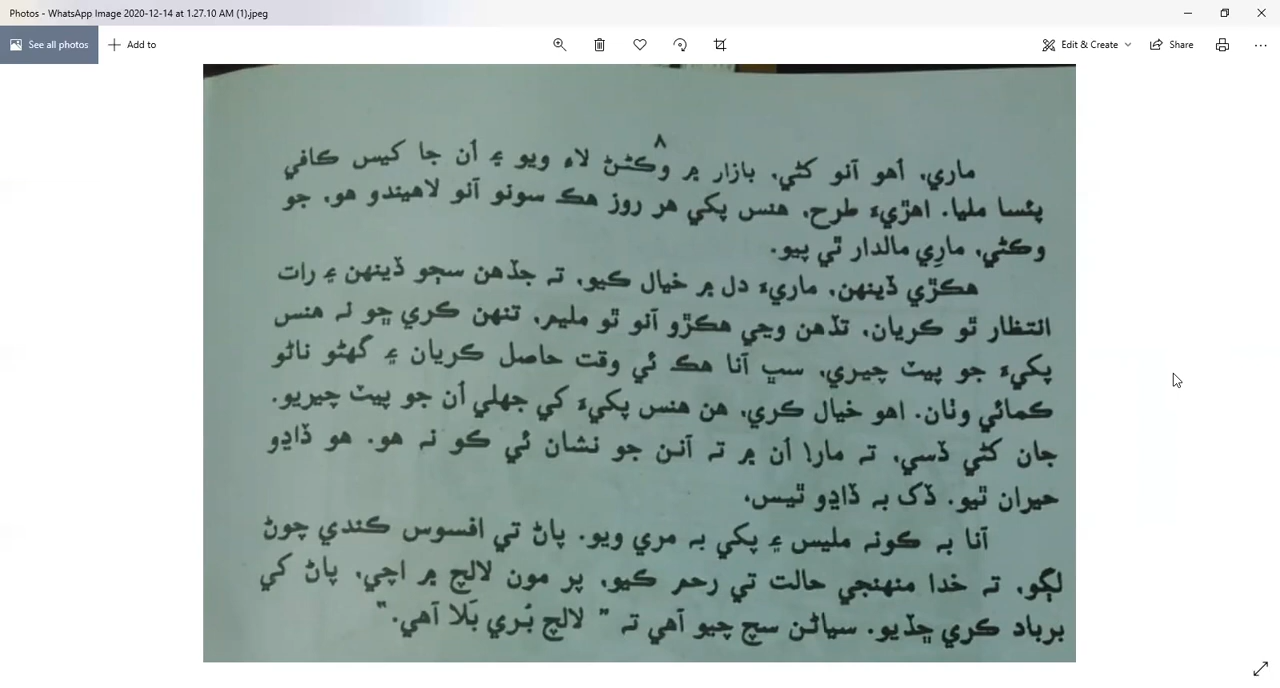 Photos - WhatsApp Image 2020-12-14 at 1.27.10 AM (1).jpeg
See all photos
Add to
Edit & Create
Share
٨
ماري، اُهو آنو کڻي، بازار ۾ وڪڻڻ لاءِ ويو ۽ اُن جا کيس ڪافي
پئسا مليا. اهڙيءَ طرح، هنس پکي هر روز هڪ سونو آنو لاهيندو هو، جو
وڪڻي، ماري مالدار ٿي پيو.
هڪڙي ڏينهن، ماريءَ دل ۾ خيال ڪيو، ته جڏهن سڄو ڏينهن ۽ رات
انتظار ٿو ڪريان، تڏهن وڃي هڪڙو آنو ٿو مليم، تنهن ڪري ڇو نه هنس
پکيءَ جو پيٽ چيري، سڀ آنا هڪ ئي وقت حاصل ڪريان ۽ گهڻو ناڻو
ڪمائي وٺان. اهو خيال ڪري، هن هنس پکيءَ کي جهلي اُن جو پيٽ چيريو.
جان کڻي ڏسي، ته مار! اُن ۾ ته آنن جو نشان ئي ڪو نه هو. هو ڏاڍو
حيران ٿيو. ڏک به ڏاڍو ٿيس،
آنا به ڪونه مليس ۽ پکي به مري ويو. پاڻ تي افسوس ڪندي چوڻ
لڳو، ته خدا منهنجي حالت تي رحم ڪيو، پر مون لالچ ۾ اچي، پاڻ کي
برباد ڪري ڇڏيو. سياڻن سچ چيو آهي ته " لالچ بُري بَلا آهي."